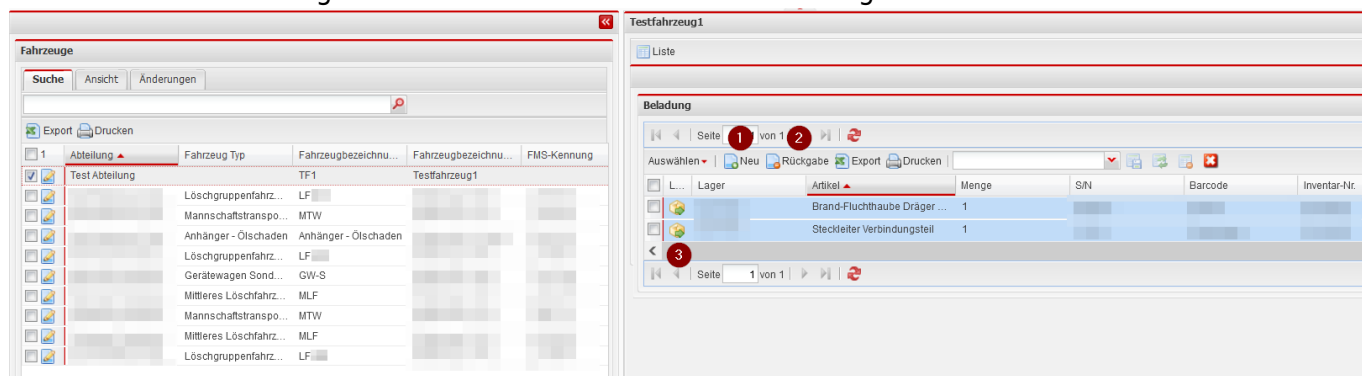 Testfahrzeug1
Fahrzeuge
Liste
Suche Ansicht Änderungen
Beladung
Seite 1 von 1 2
Export Drucken
Auswählen Neu Rückgabe Export Drucken
1 Abteilung Fahrzeug Typ Fahrzeugbezeichnu... Fahrzeugbezeichnu... FMS-Kennung
L... Lager Artikel Menge S/N Barcode Inventar-Nr.
Test Abteilung TF1 Testfahrzeug1
Löschgruppenfahrz... LF
Brand-Fluchthaube Dräger ... 1
Mannschaftstranspo... MTW
Steckleiter Verbindungsteil 1
Anhänger - Ölschaden Anhänger - Ölschaden
Löschgruppenfahrz... LF
3
Gerätewagen Sond... GW-S
Seite 1 von 1
Mittleres Löschfahrz... MLF
Mannschaftstranspo... MTW
Mittleres Löschfahrz... MLF
Löschgruppenfahrz... LF